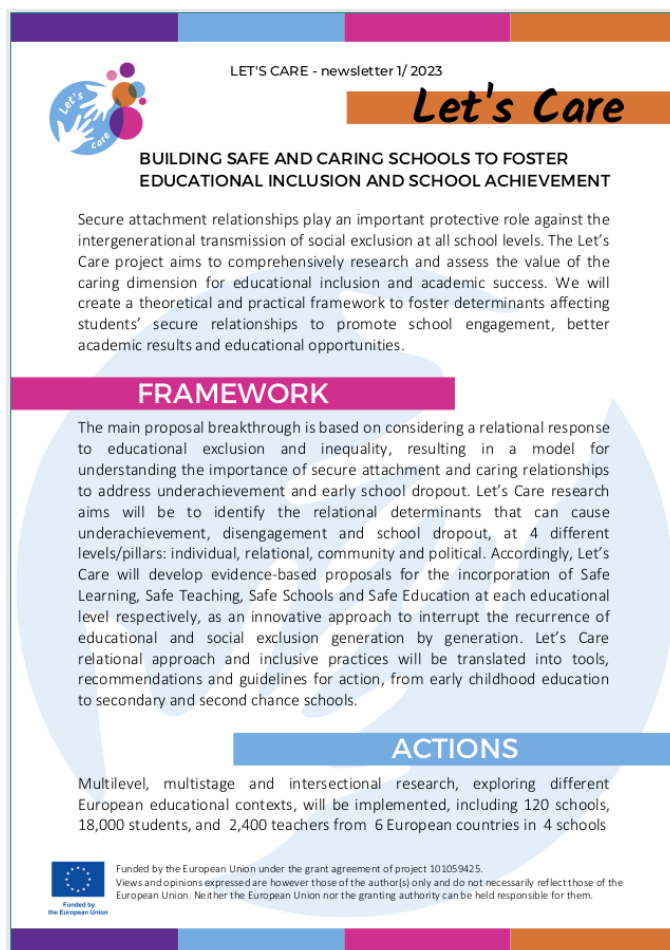 LET'S CARE - newsletter 1/ 2023
Let's
care
Let's Care
BUILDING SAFE AND CARING SCHOOLS TO FOSTER
EDUCATIONAL INCLUSION AND SCHOOL ACHIEVEMENT
Secure attachment relationships play an important protective role against the
intergenerational transmission of social exclusion at all school levels. The Let's
Care project aims to comprehensively research and assess the value of the
caring dimension for educational inclusion and academic success. We will
create a theoretical and practical framework to foster determinants affecting
students' secure relationships to promote school engagement, better
academic results and educational opportunities.
FRAMEWORK
The main proposal breakthrough is based on considering a relational response
to educational exclusion and inequality, resulting in a model for
understanding the importance of secure attachment and caring relationships
to address underachievement and early school dropout. Let's Care research
aims will be to identify the relational determinants that can cause
underachievement, disengagement and school dropout, at 4 different
levels/pillars: individual, relational, community and political. Accordingly, Let's
Care will develop evidence-based proposals for the incorporation of Safe
Learning, Safe Teaching, Safe Schools and Safe Education at each educational
level respectively, as an innovative approach to interrupt the recurrence of
educational and social exclusion generation by generation. Let's Care
relational approach and inclusive practices will be translated into tools,
recommendations and guidelines for action, from early childhood education
to secondary and second chance schools.
ACTIONS
Multilevel, multistage and intersectional research, exploring different
European educational contexts, will be implemented, including 120 schools,
18,000 students, and 2,400 teachers from 6 European countries in 4 schools
Funded by
the European Union
Funded by the European Union under the grant agreement of project 101059425.
Views and opinions expressed are however those of the author(s) only and do not necessarily reflect those of the
European Union. Neither the European Union nor the granting authority can be held responsible for them.